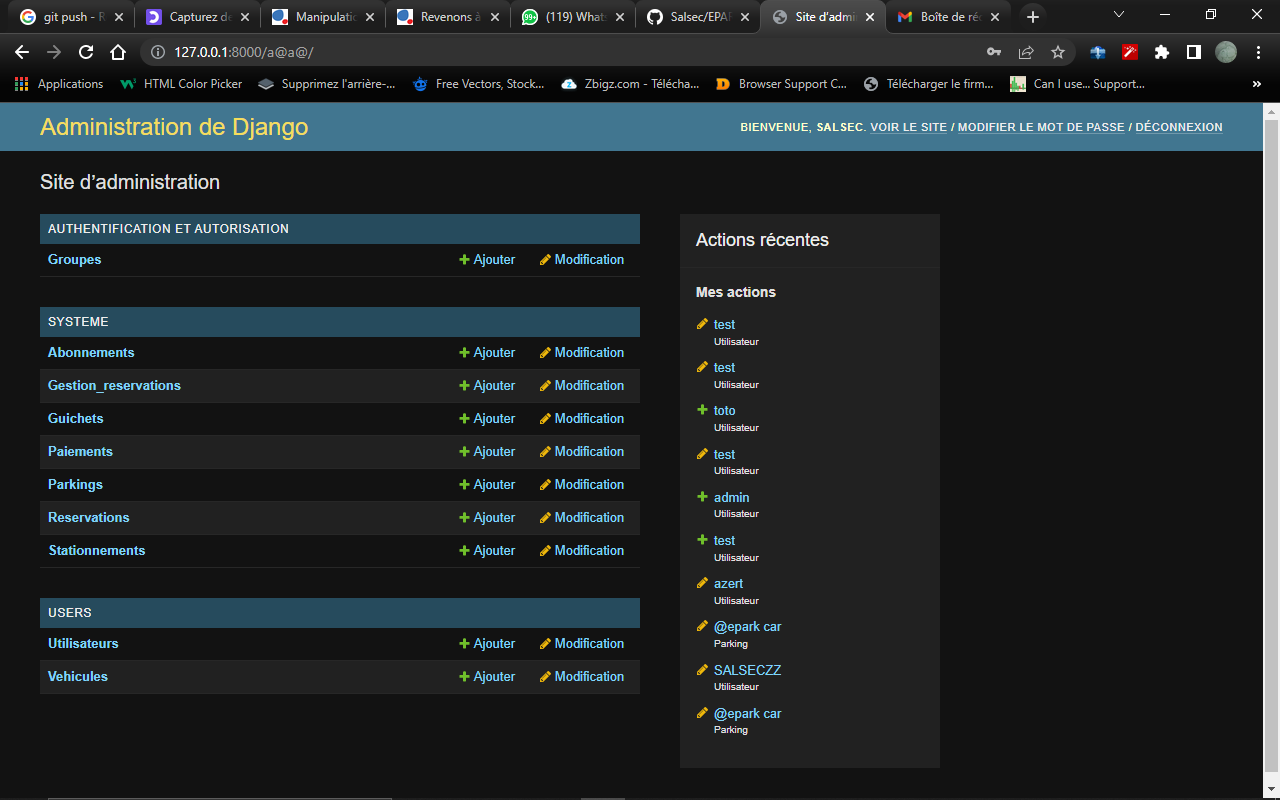 git push - R
Capturez de
Manipulatio
Revenons à
(119) Whats
Salsec/EPAR
Site d'admin
Boîte de réc
127.0.0.1:8000/a@a@/
Applications
HTML Color Picker
Supprimez l'arrière-...
Free Vectors, Stock...
Zbigz.com - Télécha...
Browser Support C...
Télécharger le firm...
Can I use... Support...
»
Administration de Django
BIENVENUE, SALSEC. VOIR LE SITE / MODIFIER LE MOT DE PASSE / DÉCONNEXION
Site d’administration
AUTHENTIFICATION ET AUTORISATION
Groupes Ajouter Modification
SYSTEME
Abonnements Ajouter Modification
Gestion_reservations Ajouter Modification
Guichets Ajouter Modification
Paiements Ajouter Modification
Parkings Ajouter Modification
Reservations Ajouter Modification
Stationnements Ajouter Modification
USERS
Utilisateurs Ajouter Modification
Vehicules Ajouter Modification
Actions récentes
Mes actions
test
Utilisateur
test
Utilisateur
toto
Utilisateur
test
Utilisateur
admin
Utilisateur
test
Utilisateur
azert
Utilisateur
@epark car
Parking
SALSECZZ
Utilisateur
@epark car
Parking